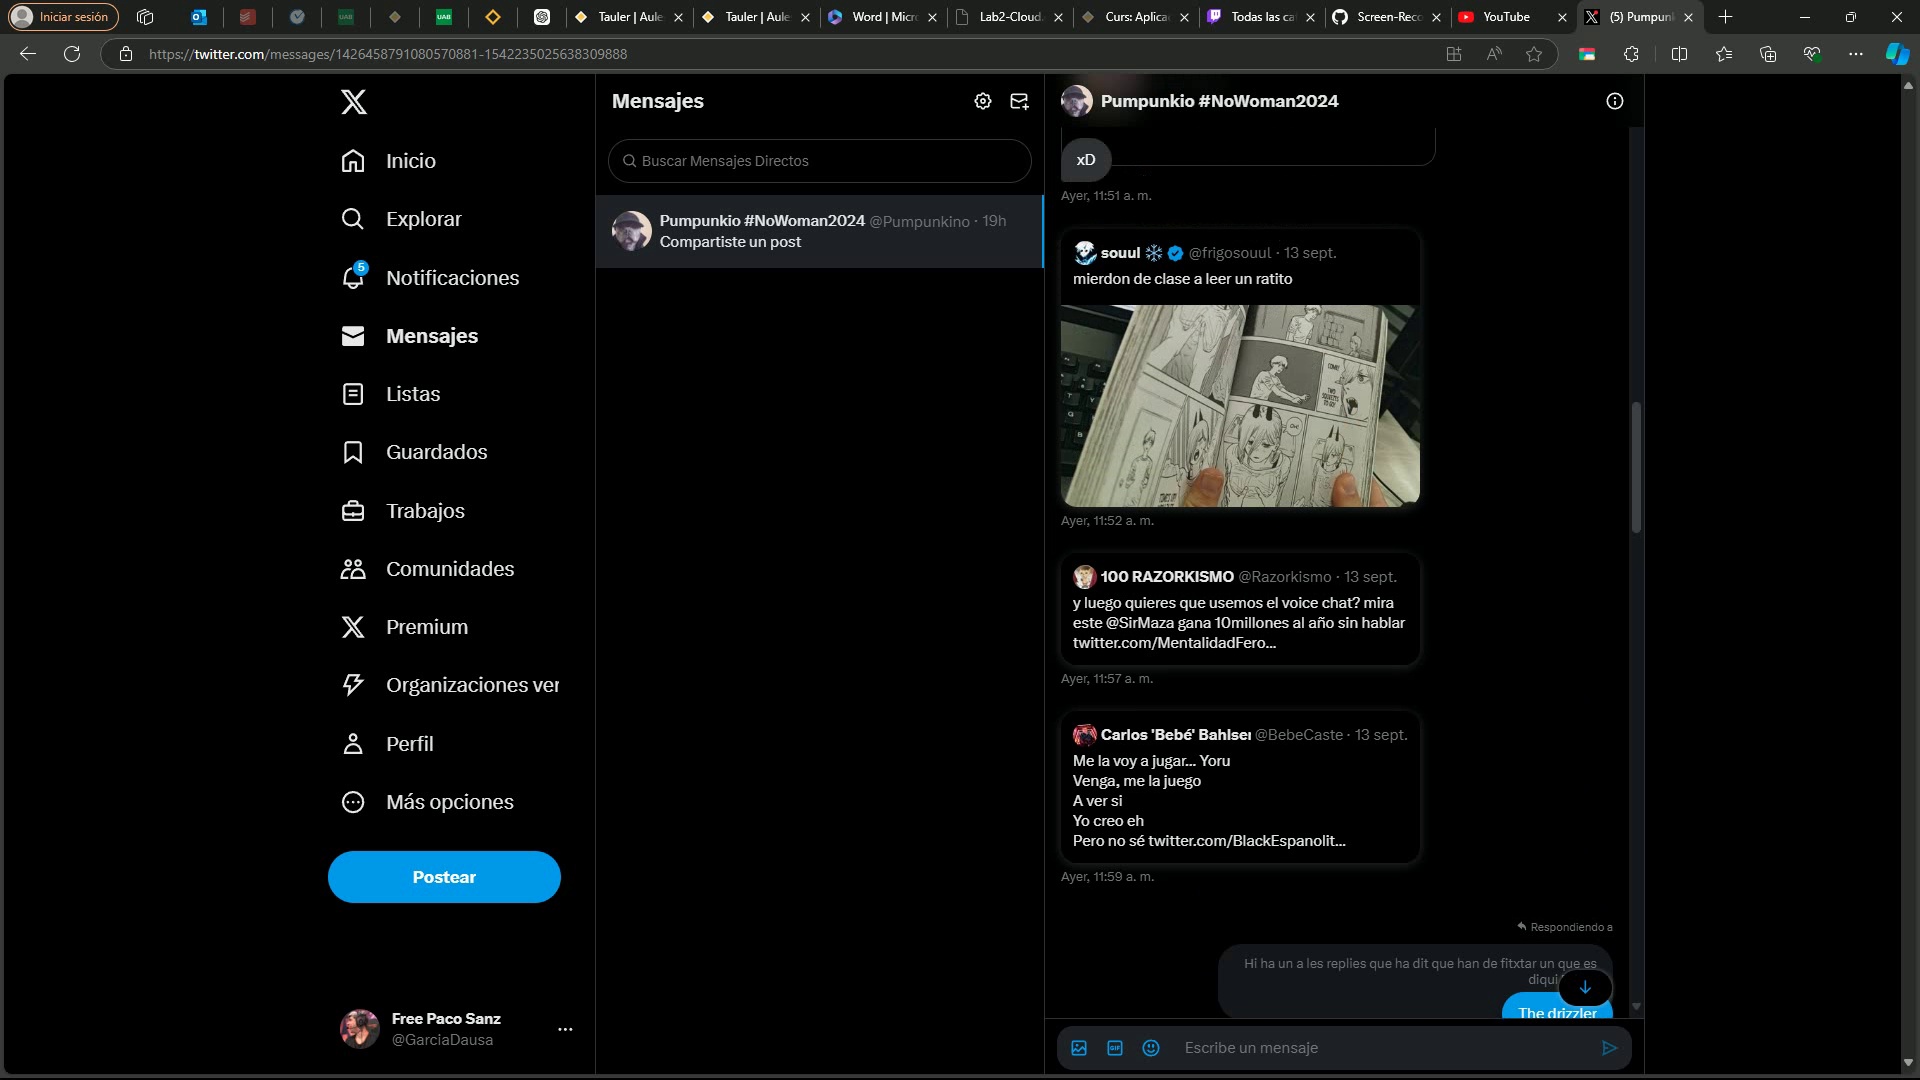 Iniciar sesión
Tauler | Aule
Tauler | Aule
Word | Micr
Lab2-Cloud
Curs: Aplica
Todas las ca
Screen-Reco
YouTube
(5) Pumpun
https://twitter.com/messages/1426458791080570881-1542235025638309888
Inicio
Explorar
5
Notificaciones
Mensajes
Listas
Guardados
Trabajos
Comunidades
Premium
Organizaciones ver
Perfil
Más opciones
Postear
Free Paco Sanz
@GarciaDausa
Mensajes
Buscar Mensajes Directos
Pumpunkio #NoWoman2024 @Pumpunkino · 19h
Compartiste un post
Pumpunkio #NoWoman2024
xD
Ayer, 11:51 a. m.
souul @frigosouul · 13 sept.
mierdon de clase a leer un ratito
Ayer, 11:52 a. m.
100 RAZORKISMO @Razorkismo · 13 sept.
y luego quieres que usemos el voice chat? mira
este @SirMaza gana 10millones al año sin hablar
twitter.com/MentalidadFero...
Ayer, 11:57 a. m.
Carlos 'Bebé' Bahlsei @BebeCaste · 13 sept.
Me la voy a jugar... Yoru
Venga, me la juego
A ver si
Yo creo eh
Pero no sé twitter.com/BlackEspanolit...
Ayer, 11:59 a. m.
Respondiendo a
Hi ha un a les replies que ha dit que han de fitxtar un que es
diqui
The drizzler
GIF
Escribe un mensaje